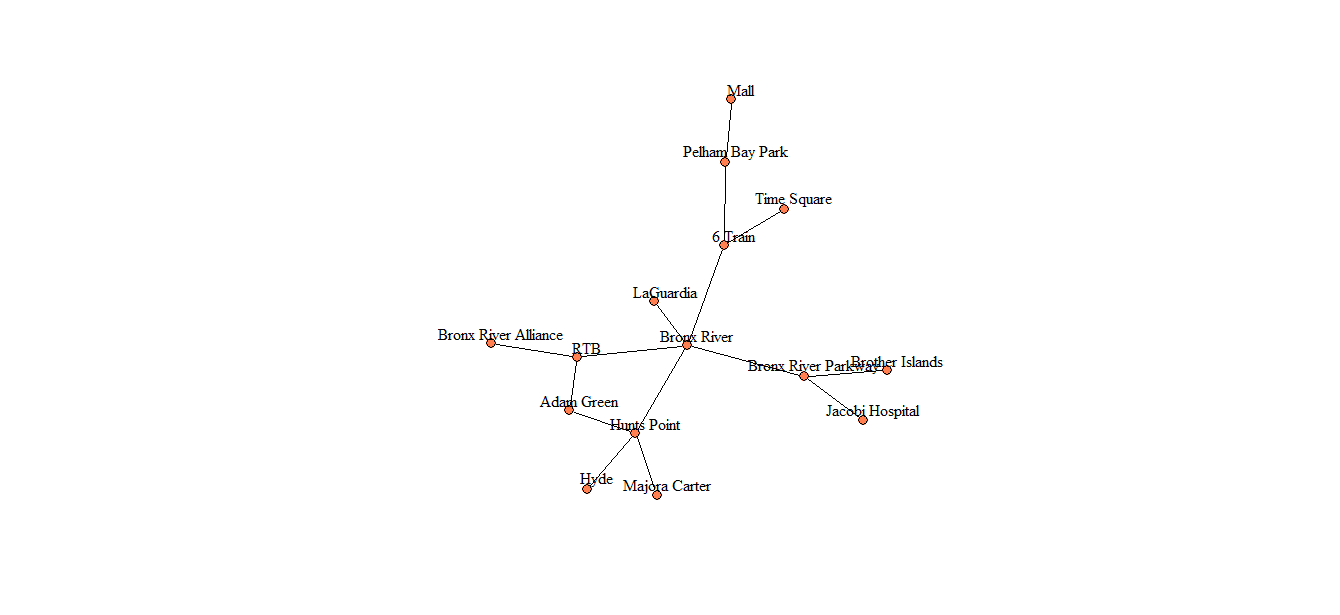 Mall
Pelham Bay Park
Time Square
6 Train
LaGuardia
Bronx River Alliance
Bronx River
RTB
Bronx River Parkway
Brother Islands
Adam Green
Jacobi Hospital
Hunts Point
Hyde
Majora Carter